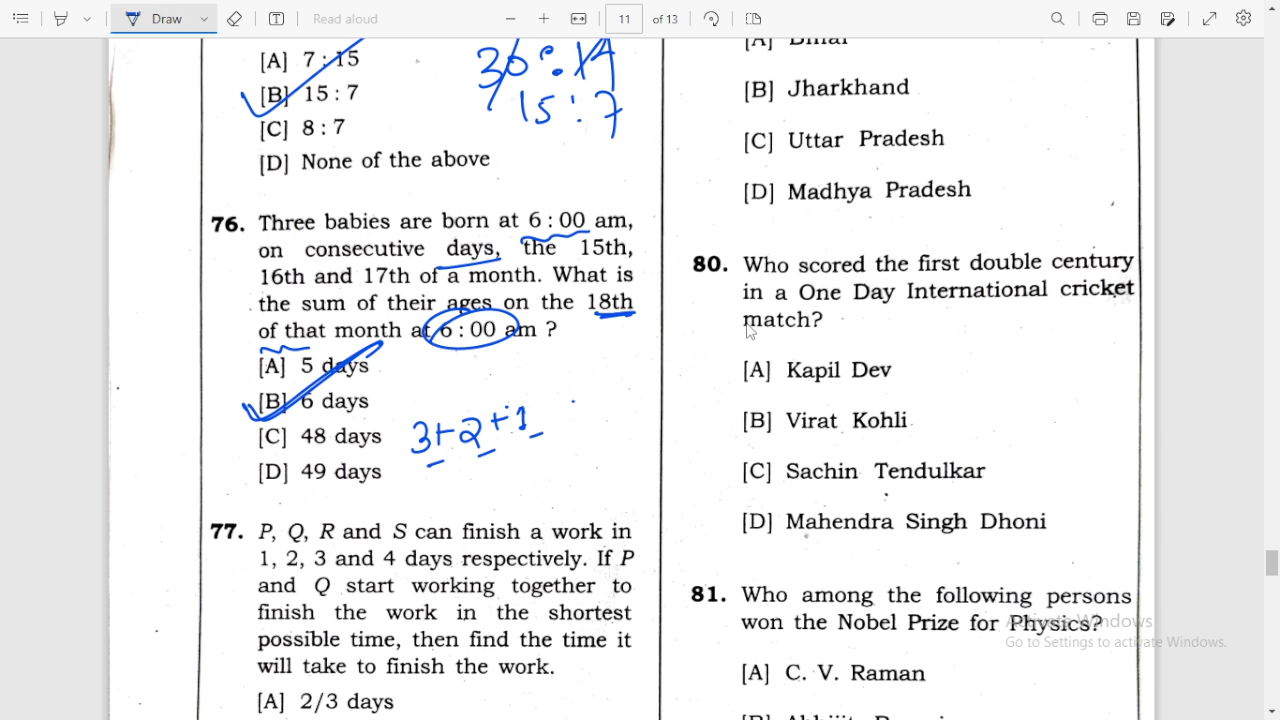 Draw
Read aloud
11
of 13
[A] 7 : 15
[B] 15 : 7
[C] 8 : 7
[D] None of the above
30 : 14
15 : 7
76. Three babies are born at 6 : 00 am,
on consecutive days, the 15th,
16th and 17th of a month. What is
the sum of their ages on the 18th
of that month at 6 : 00 am ?
[A] 5 days
[B] 6 days
[C] 48 days
[D] 49 days
3+2+1
77. P, Q, R and S can finish a work in
1, 2, 3 and 4 days respectively. If P
and Q start working together to
finish the work in the shortest
possible time, then find the time it
will take to finish the work.
[A] 2/3 days
[A] Bihar
[B] Jharkhand
[C] Uttar Pradesh
[D] Madhya Pradesh
80. Who scored the first double century
in a One Day International cricket
match?
[A] Kapil Dev
[B] Virat Kohli
[C] Sachin Tendulkar
[D] Mahendra Singh Dhoni
81. Who among the following persons
won the Nobel Prize for Physics?
[A] C. V. Raman
Activate Windows
Go to Settings to activate Windows.